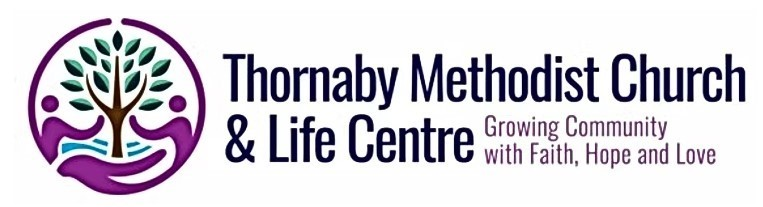 Thornaby Methodist Church
& Life Centre
Growing Community
with Faith, Hope and Love